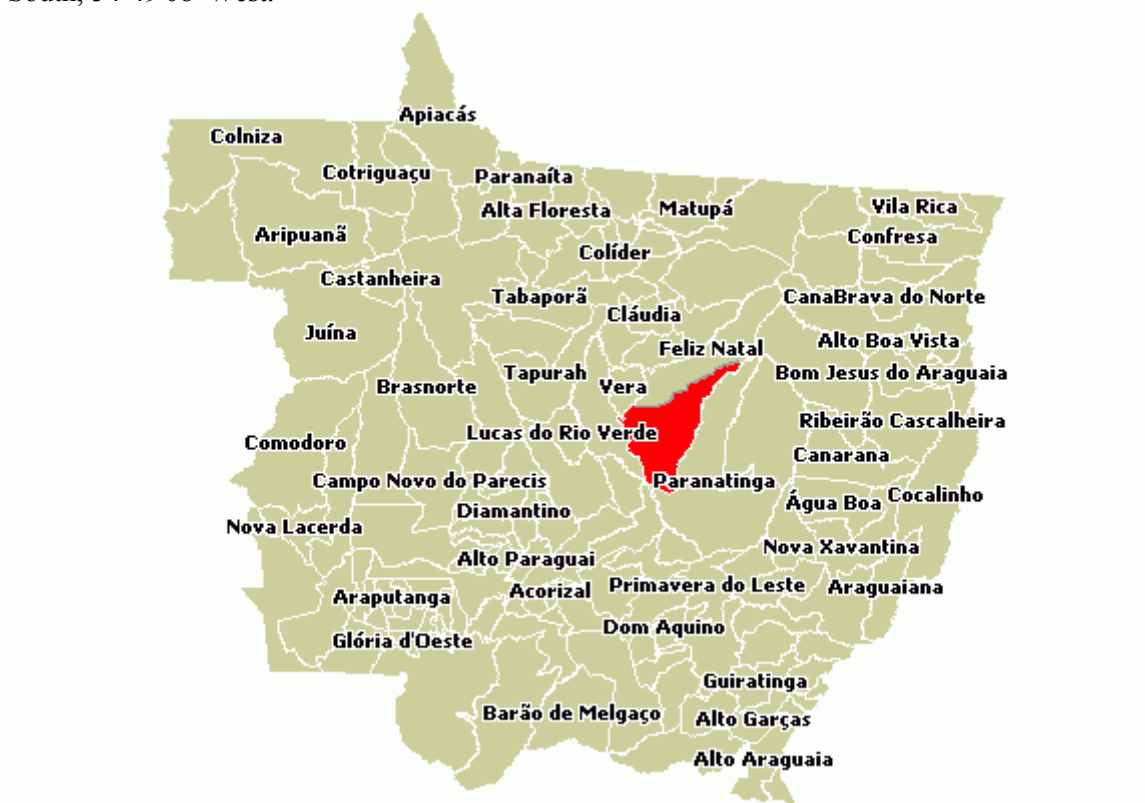 Apiacás
Colniza
Cotriguaçu
Paranaíta
Alta Floresta
Matupá
Vila Rica
Aripuanã
Confresa
Colíder
Castanheira
Tabaporã
CanaBrava do Norte
Cláudia
Juína
Alto Boa Vista
Feliz Natal
Tapurah
Bom Jesus do Araguaia
Brasnorte
Vera
Ribeirão Cascalheira
Lucas do Rio Verde
Comodoro
Canarana
Campo Novo do Parecis
Paranatinga
Água Boa
Cocalinho
Diamantino
Nova Lacerda
Nova Xavantina
Alto Paraguai
Primavera do Leste
Araguaiana
Acorizal
Araputanga
Dom Aquino
Glória d'Oeste
Guiratinga
Barão de Melgaço
Alto Garças
Alto Araguaia